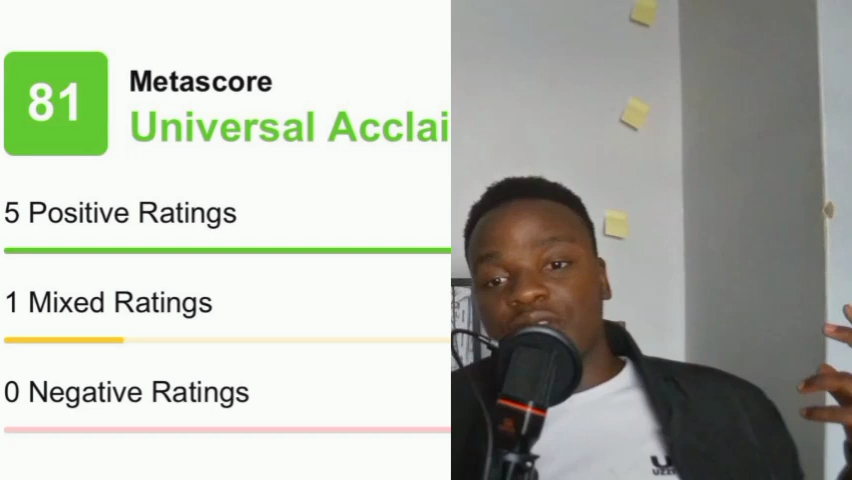 81
Metascore
Universal Acclai
5 Positive Ratings
1 Mixed Ratings
0 Negative Ratings